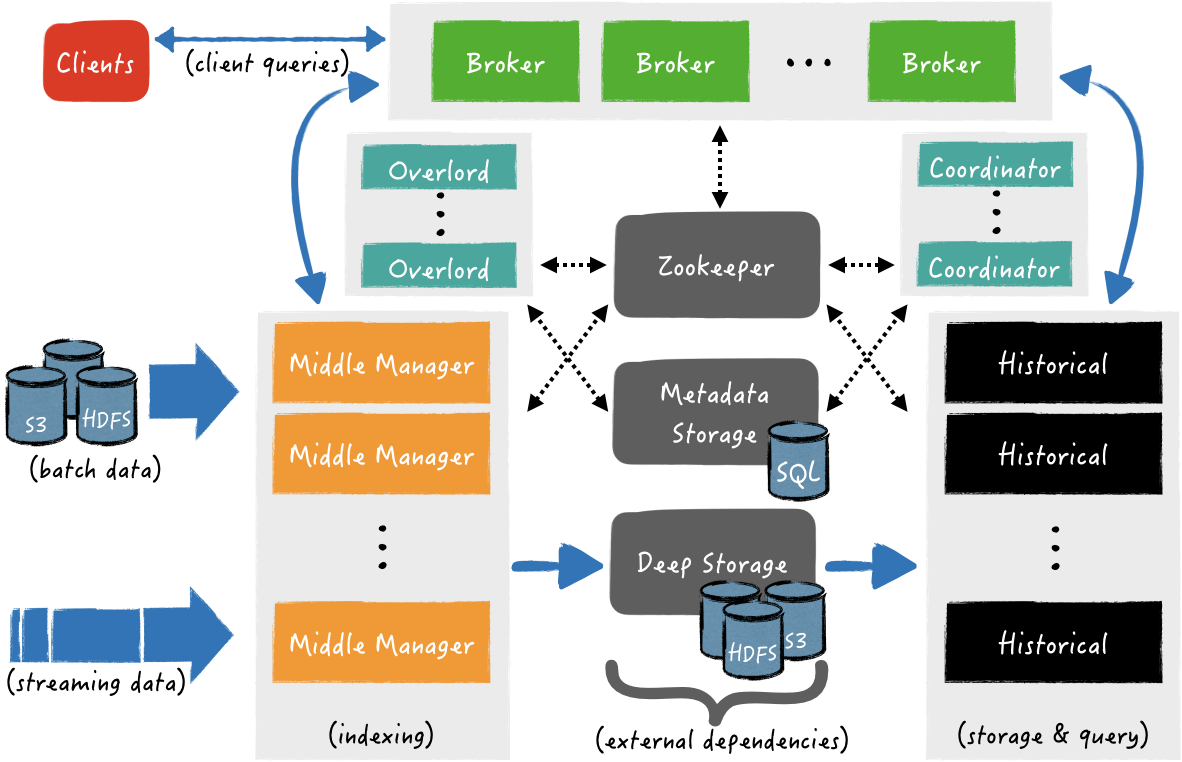 Clients
(client queries)
Broker
Broker
Broker
Overlord
Overlord
Zookeeper
Coordinator
Coordinator
S3
HDFS
(batch data)
(streaming data)
Middle Manager
Middle Manager
Middle Manager
(indexing)
Metadata
Storage
SQL
Deep Storage
HDFS
S3
(external dependencies)
Historical
Historical
Historical
(storage & query)